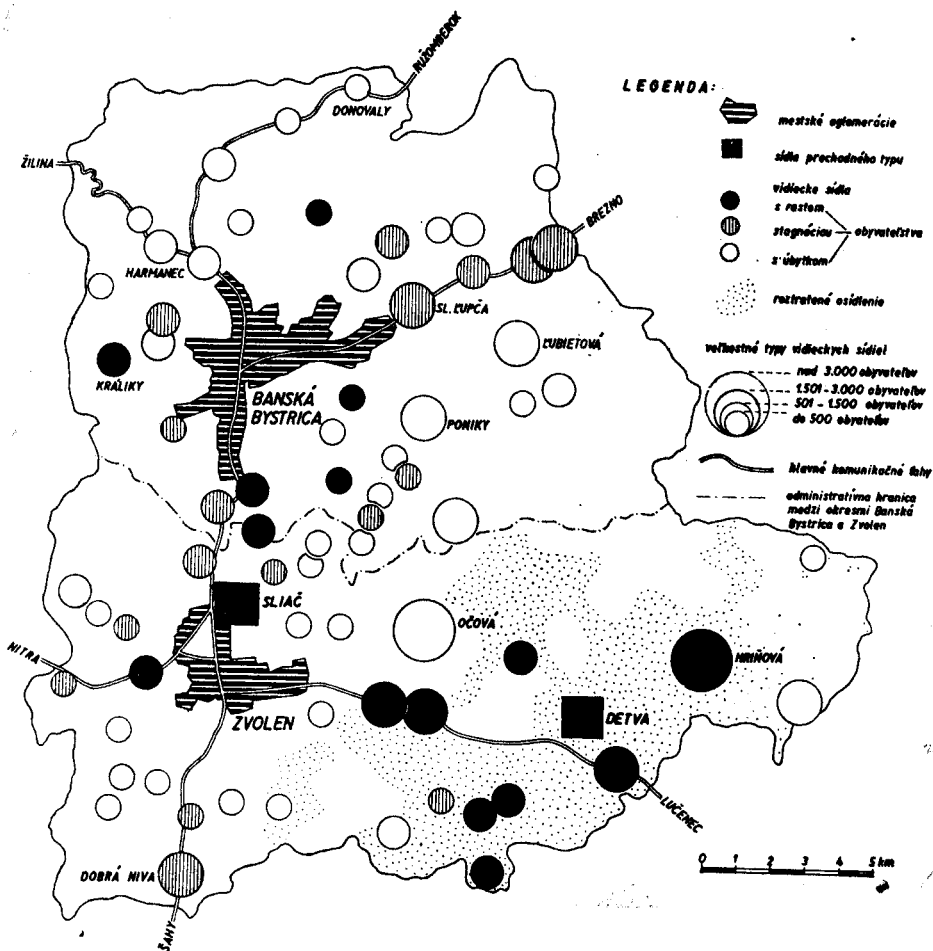 RUŽOMBEROK
DONOVALY
ŽILINA
HARMANEC
BREZNO
SL. ĽUPČA
ĽUBIETOVÁ
KRÁLIKY
BANSKÁ
BYSTRICA
PONIKY
SLIAČ
OČOVÁ
HRIŇOVÁ
NITRA
DETVA
ZVOLEN
LUČENEC
DOBRÁ NIVA
ŠAHY
LEGENDA:
mestské aglomerácie
sídla prechodného typu
vidiecke sídla
s rastom
stagnáciou
obyvateľstva
s úbytkom
roztratené osídlenie
veľkostné typy vidieckych sídiel
nad 3.000 obyvateľov
1.501 - 3.000 obyvateľov
501 - 1.500 obyvateľov
do 500 obyateľov
hlavné komunikačné ťahy
administratívna hranica
medzi okresmi Banská
Bystrica a Zvolen
0 1 2 3 4 5 km